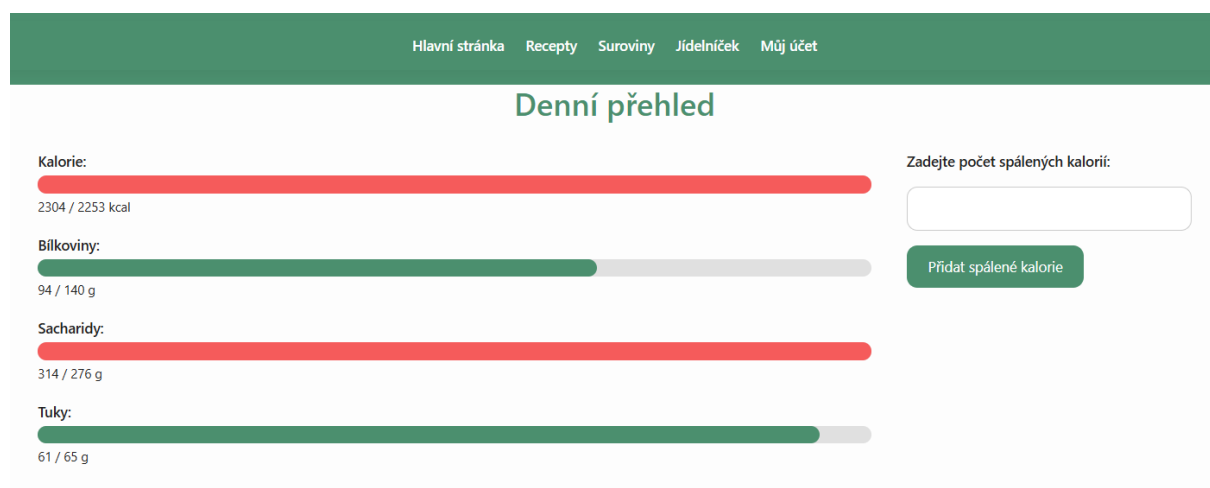 Hlavní stránka Recepty Suroviny Jídelníček Můj účet
Denní přehled
Kalorie:
2304 / 2253 kcal
Bílkoviny:
94 / 140 g
Sacharidy:
314 / 276 g
Tuky:
61 / 65 g
Zadejte počet spálených kalorií:
Přidat spálené kalorie